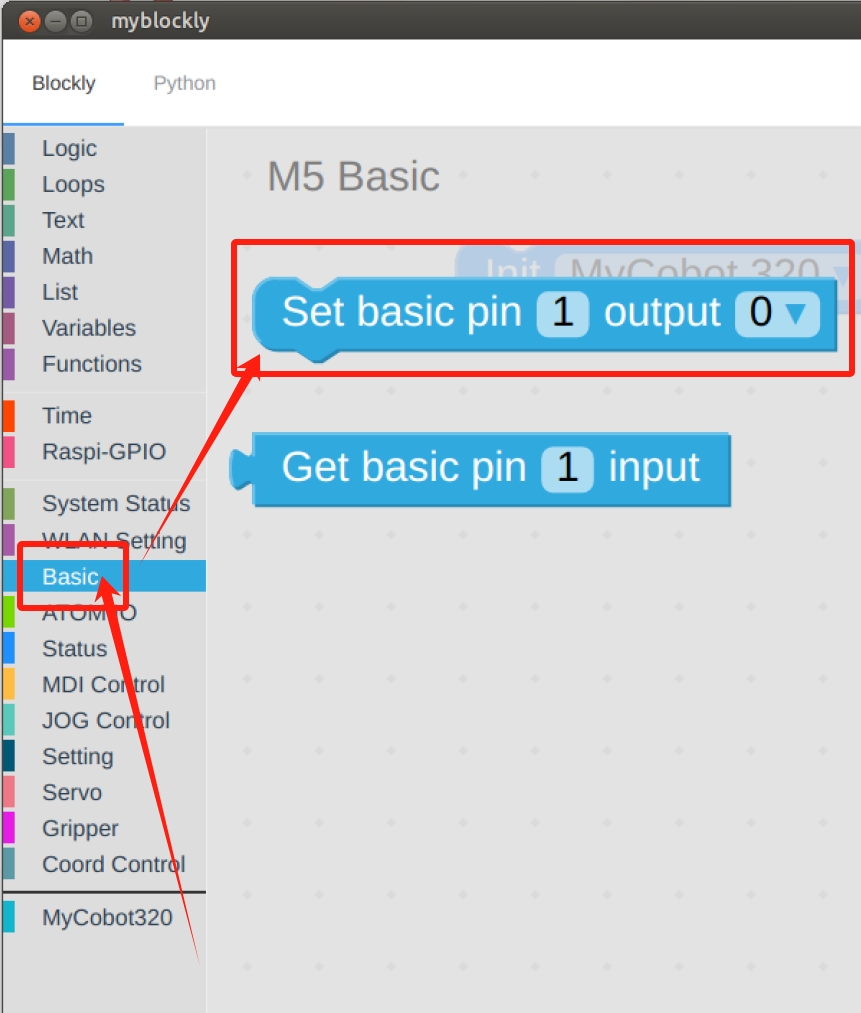 myblockly
Blockly Python
Logic
Loops
Text
Math
List
Variables
Functions
Time
Raspi-GPIO
System Status
WLAN Setting
Basic
ATOM IO
Status
MDI Control
JOG Control
Setting
Servo
Gripper
Coord Control
MyCobot320
M5 Basic
Init MyCobot 320
Set basic pin 1 output 0
Get basic pin 1 input